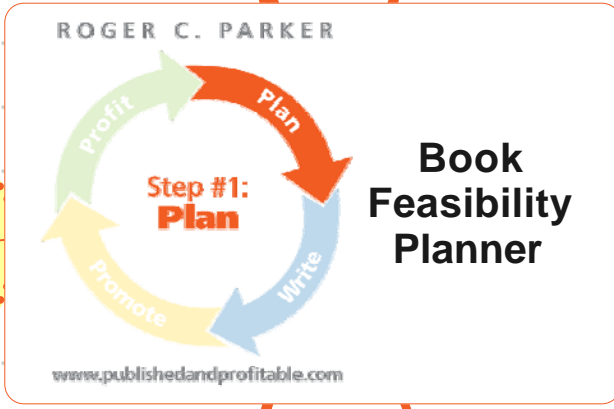 ROGER C. PARKER
Profit
Plan
Step #1:
Plan
Write
Promote
www.publishedandprofitable.com
Book
Feasibility
Planner